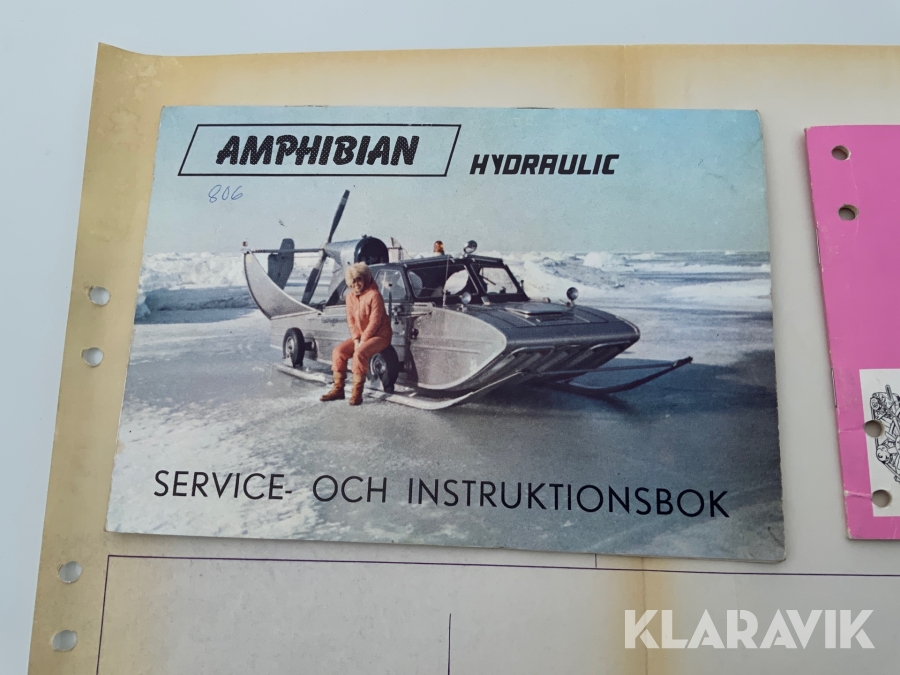 AMPHIBIAN HYDRAULIC
806
SERVICE- OCH INSTRUKTIONSBOK
KLARAVIK